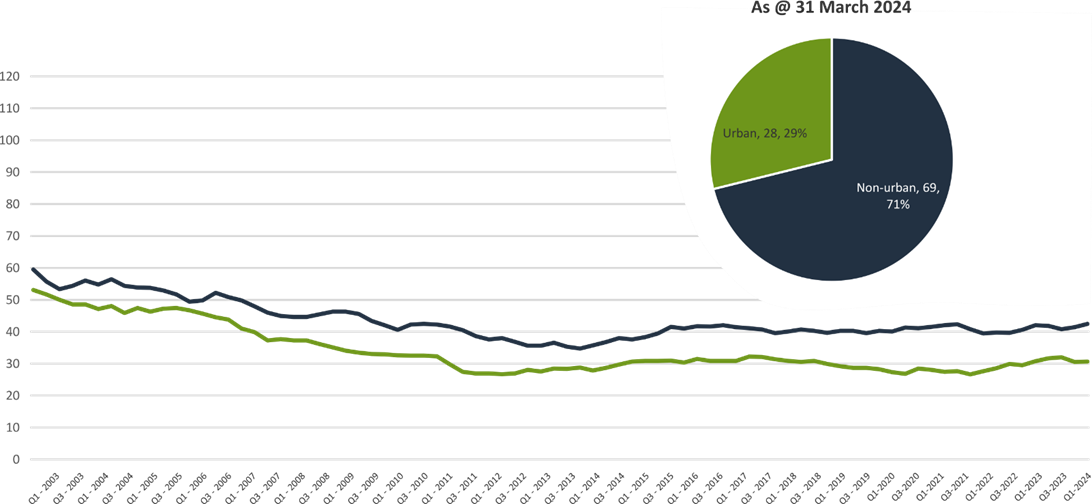 As @ 31 March 2024
120
110
100
90
80
70
60
50
40
30
20
10
0
Urban, 28, 29%
Non-urban, 69,
71%
Q1 - 2003
Q3 - 2003
Q1 - 2004
Q3 - 2004
Q1 - 2005
Q3 - 2005
Q1 - 2006
Q3 - 2006
Q1 - 2007
Q3 - 2007
Q1 - 2008
Q3 - 2008
Q1 - 2009
Q3 - 2009
Q1 - 2010
Q3 - 2010
Q1 - 2011
Q3 - 2011
Q1 - 2012
Q3 - 2012
Q1 - 2013
Q3 - 2013
Q1 - 2014
Q3 - 2014
Q1 - 2015
Q3 - 2015
Q1 - 2016
Q3 - 2016
Q1 - 2017
Q3 - 2017
Q1 - 2018
Q3 - 2018
Q1 - 2019
Q3 - 2019
Q1 - 2020
Q3 - 2020
Q1 - 2021
Q3 - 2021
Q1 - 2022
Q3 - 2022
Q1 - 2023
Q3 - 2023
Q1-2024